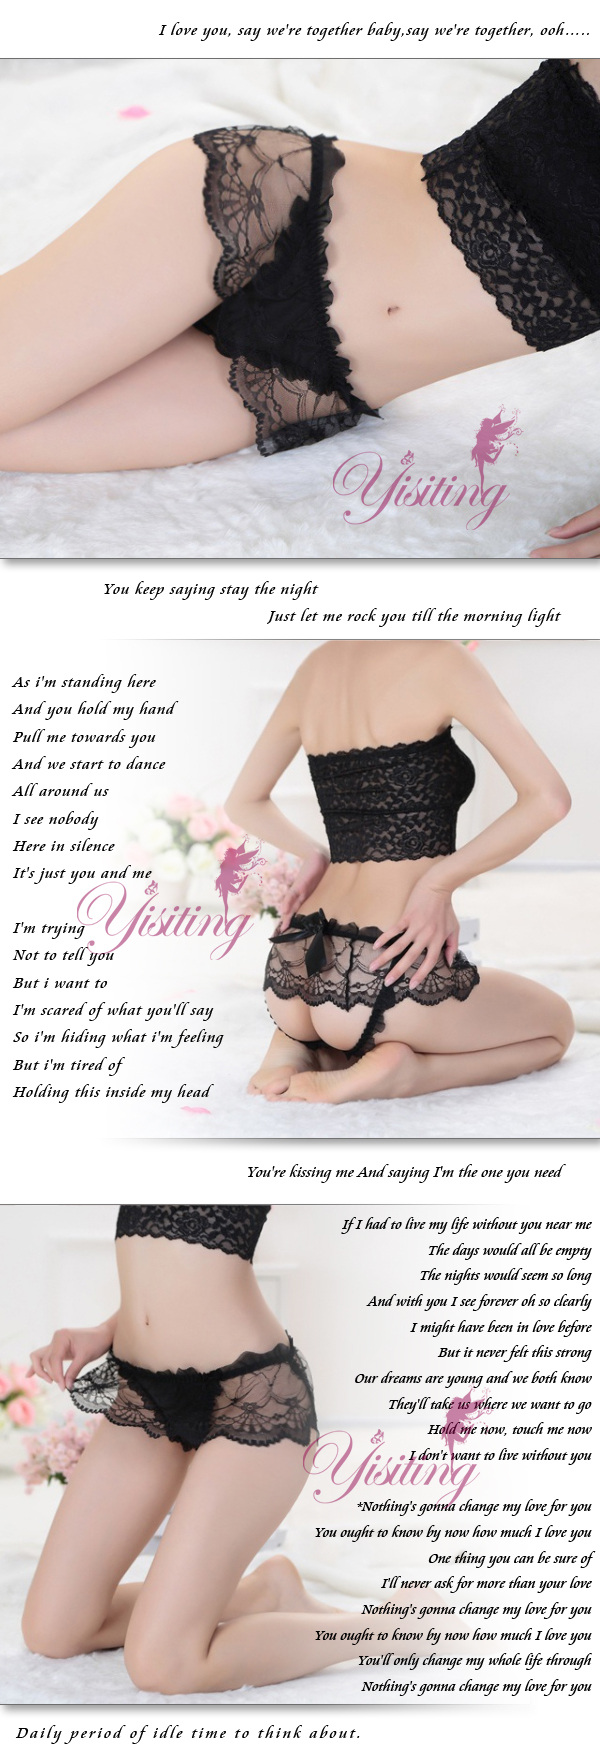 I love you, say we're together baby,say we're together, ooh.....
Yisiting
You keep saying stay the night
Just let me rock you till the morning light
As i'm standing here
And you hold my hand
Pull me towards you
And we start to dance
All around us
I see nobody
Here in silence
It's just you and me
Yisiting
I'm trying
Not to tell you
But i want to
I'm scared of what you'll say
So i'm hiding what i'm feeling
But i'm tired of
Holding this inside my head
You're kissing me And saying I'm the one you need
If I had to live my life without you near me
The days would all be empty
The nights would seem so long
And with you I see forever oh so clearly
I might have been in love before
But it never felt this strong
Our dreams are young and we both know
They'll take us where we want to go
Hold me now, touch me now
I don't want to live without you
Yisiting
*Nothing's gonna change my love for you
You ought to know by now how much I love you
One thing you can be sure of
I'll never ask for more than your love
Nothing's gonna change my love for you
You ought to know by now how much I love you
You'll only change my whole life through
Nothing's gonna change my love for you
Daily period of idle time to think about.